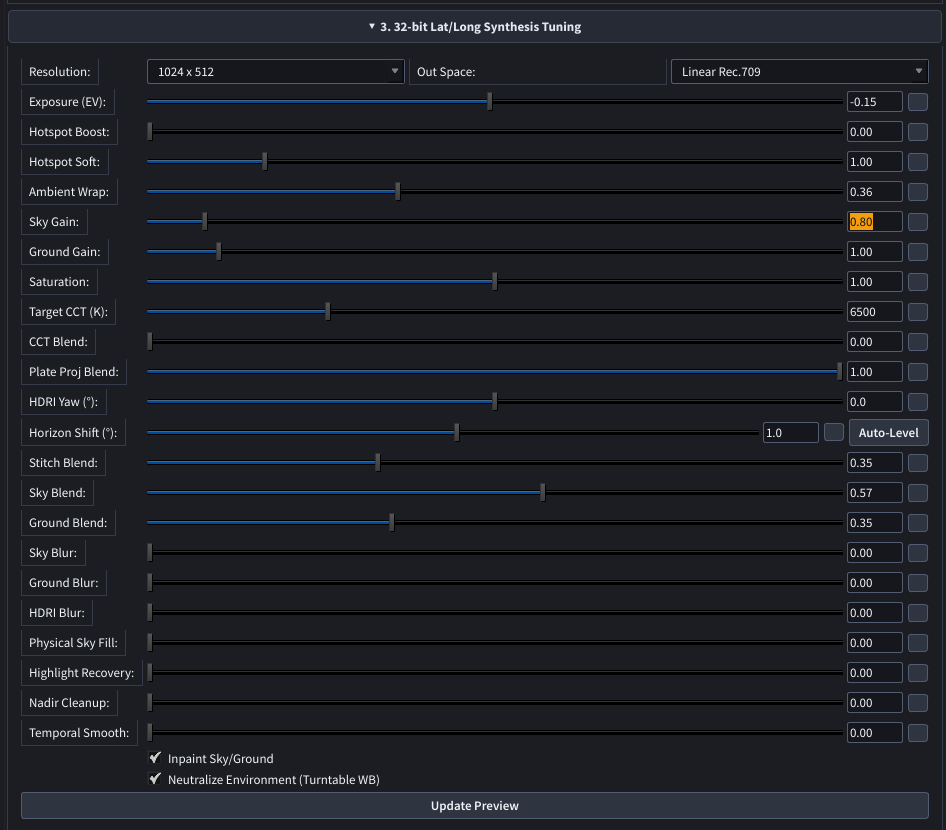 ▼ 3. 32-bit Lat/Long Synthesis Tuning
Resolution: 1024 x 512 Out Space: Linear Rec.709
Exposure (EV): -0.15
Hotspot Boost: 0.00
Hotspot Soft: 1.00
Ambient Wrap: 0.36
Sky Gain: 0.80
Ground Gain: 1.00
Saturation: 1.00
Target CCT (K): 6500
CCT Blend: 0.00
Plate Proj Blend: 1.00
HDRI Yaw (°): 0.0
Horizon Shift (°): 1.0 Auto-Level
Stitch Blend: 0.35
Sky Blend: 0.57
Ground Blend: 0.35
Sky Blur: 0.00
Ground Blur: 0.00
HDRI Blur: 0.00
Physical Sky Fill: 0.00
Highlight Recovery: 0.00
Nadir Cleanup: 0.00
Temporal Smooth: 0.00
Inpaint Sky/Ground
Neutralize Environment (Turntable WB)
Update Preview